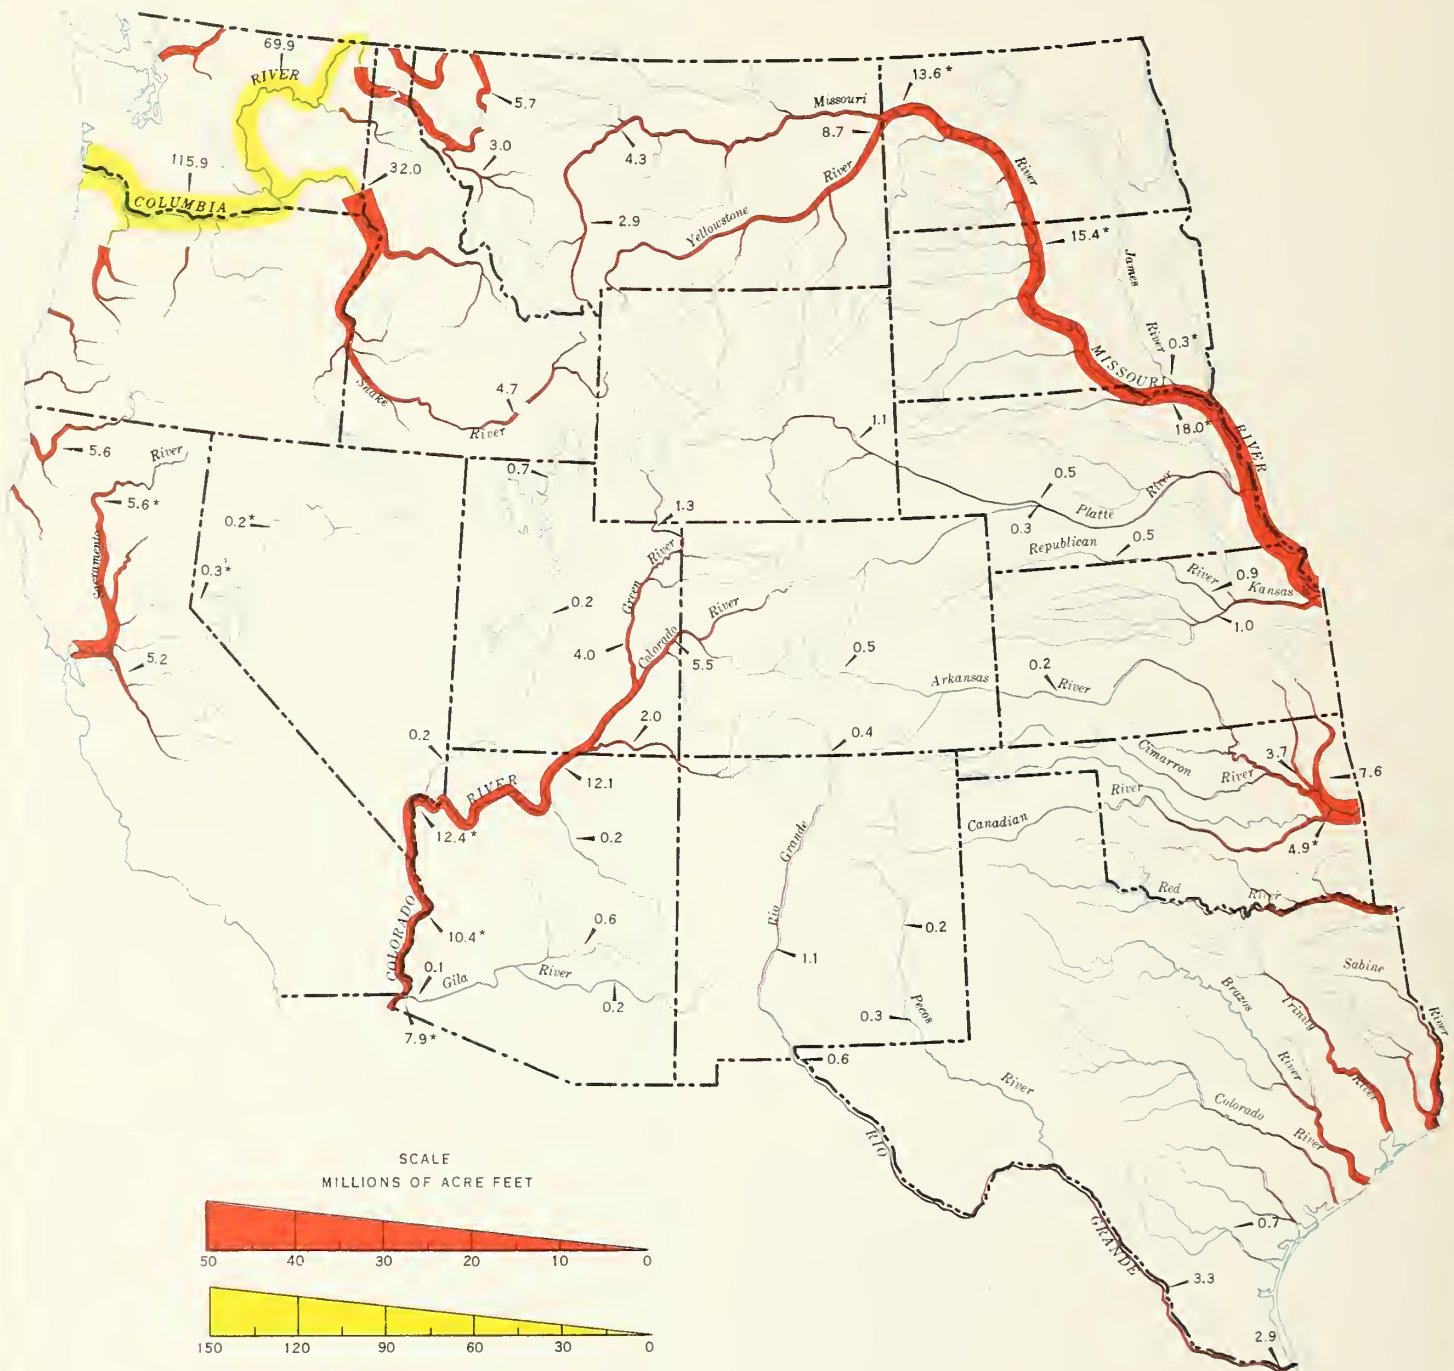 69.9
RIVER
115.9
COLUMBIA
32.0
5.7
3.0
4.3
2.9
Missouri
8.7
13.6*
River
Yellowstone
River
15.4*
James
River
0.3*
MISSOURI
18.0*
RIVER
Snake
4.7
River
5.6
River
5.6*
Sacramento
5.2
0.2*
0.3*
0.7
0.2
1.3
Green
River
4.0
Colorado
River
5.5
2.0
1.1
0.5
0.3
Platte
River
Republican
0.5
River
0.9
Kansas
1.0
0.5
Arkansas
0.2
River
0.4
0.2
RIVER
12.1
12.4*
0.2
COLORADO
10.4*
0.1
Gila
River
0.6
0.2
7.9*
Cimarron
River
3.7
7.6
Canadian
River
4.9*
Red
River
Grande
Rio
1.1
0.2
0.3
Pecos
River
0.6
RIO
GRANDE
3.3
2.9
Sabine
River
Trinity
River
Brazos
River
Colorado
River
0.7
SCALE
MILLIONS OF ACRE FEET
50 40 30 20 10 0
150 120 90 60 30 0